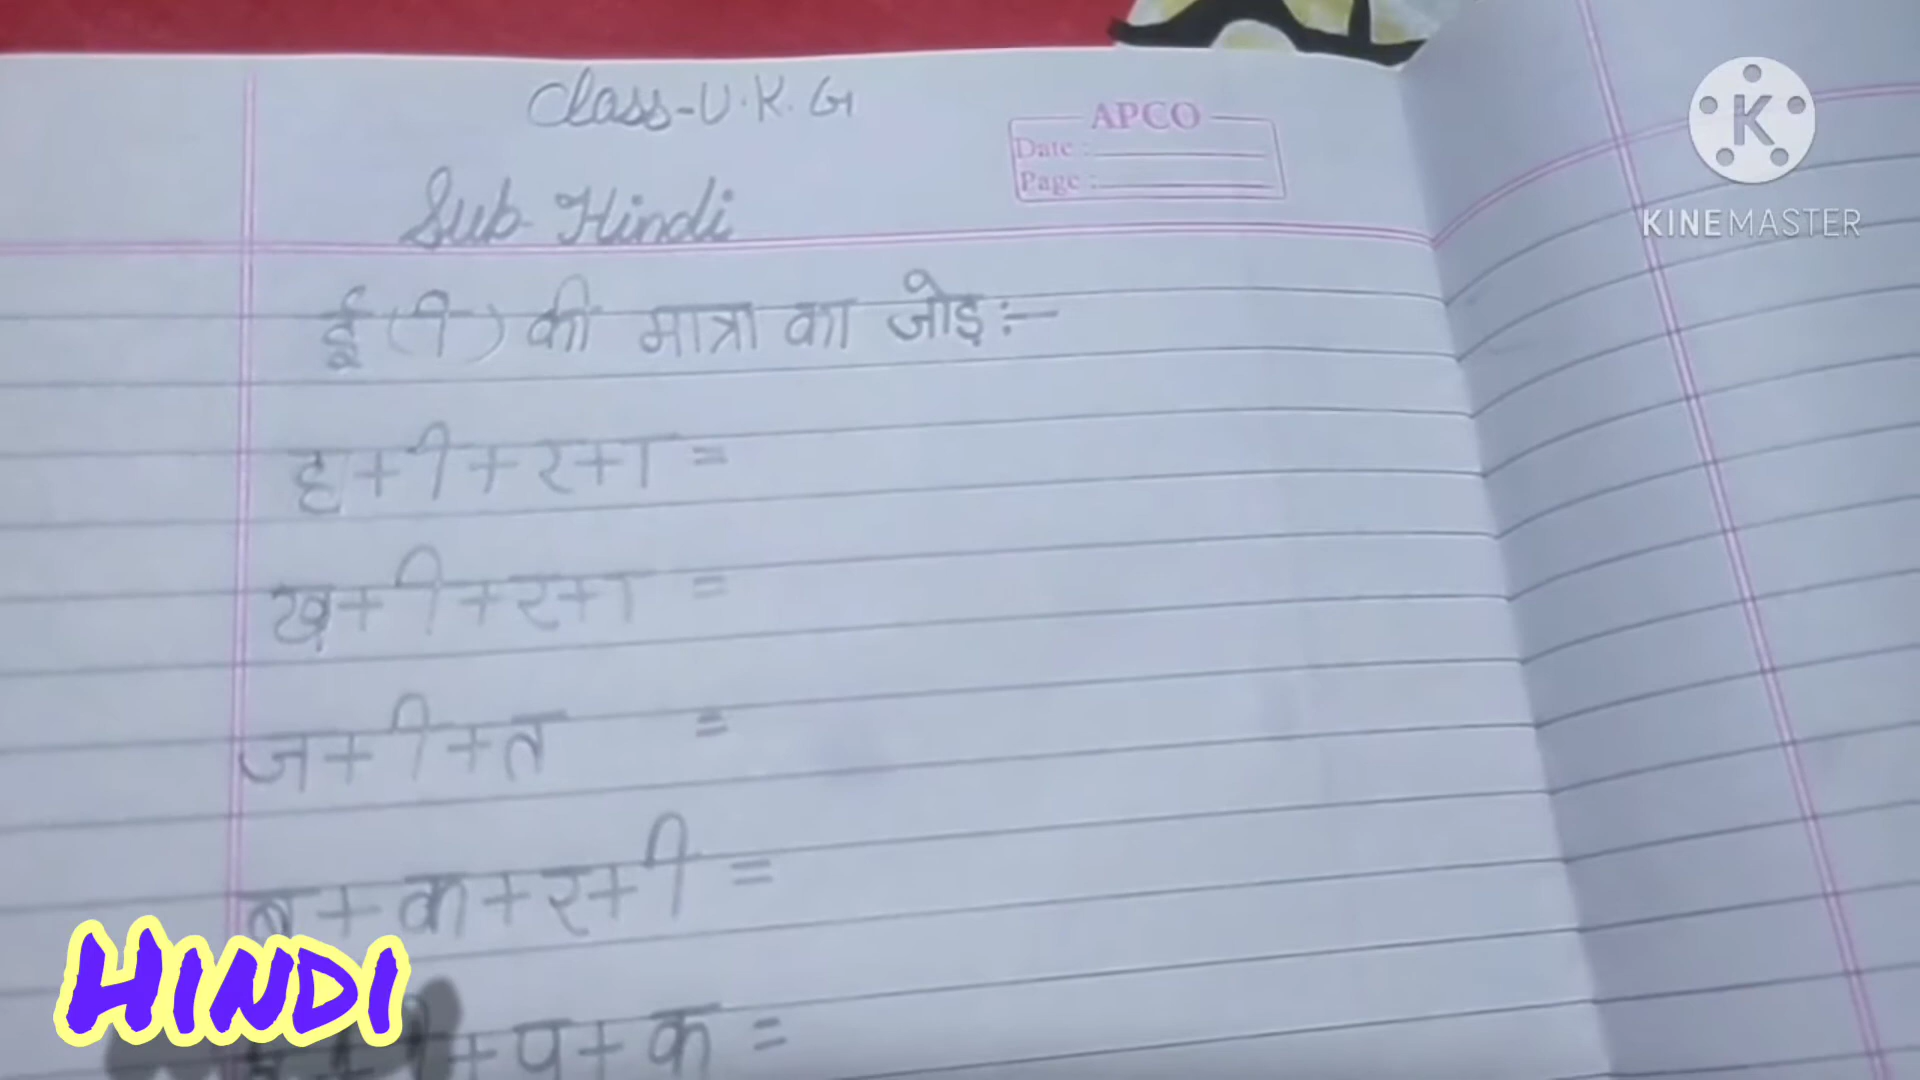 Class-U.K.G
APCO
Date :
Page :
K
KINEMASTER
Sub- Hindi
ई (ी) की मात्रा का जोड़ :-
ह + ी + र + ा =
ख + ी + र + ा =
ज + ी + त =
ब + क + र + ी =
+ ी + प + क =
HINDI